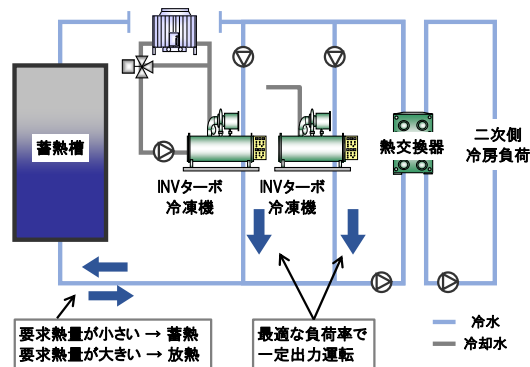 蓄熱槽
INVターボ
冷凍機
INVターボ
冷凍機
熱交換器
二次側
冷房負荷
要求熱量が小さい → 蓄熱
要求熱量が大きい → 放熱
最適な負荷率で
一定出力運転
冷水
冷却水